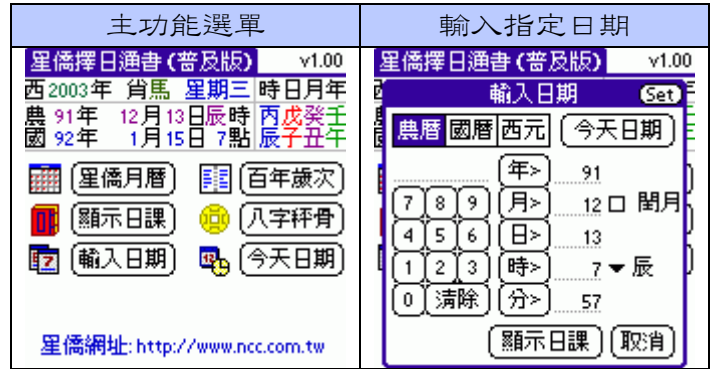 主功能選單
輸入指定日期
星僑擇日通書(普及版) v1.00
西2003年 肖馬 星期三 時日月年
農 91年 12月13日辰時 丙戊癸壬
國 92年 1月15日 7點 辰子丑午
星僑月曆 百年歲次
顯示日課 八字秤骨
輸入日期 今天日期
星僑網址: http://www.ncc.com.tw
星僑擇日通書(普及版) v1.00
輸入日期 Set
農曆 國曆 西元 今天日期
年> 91
7 8 9 月> 12 閏月
4 5 6 日> 13
1 2 3 時> 7 辰
0 清除 分> 57
顯示日課 取消